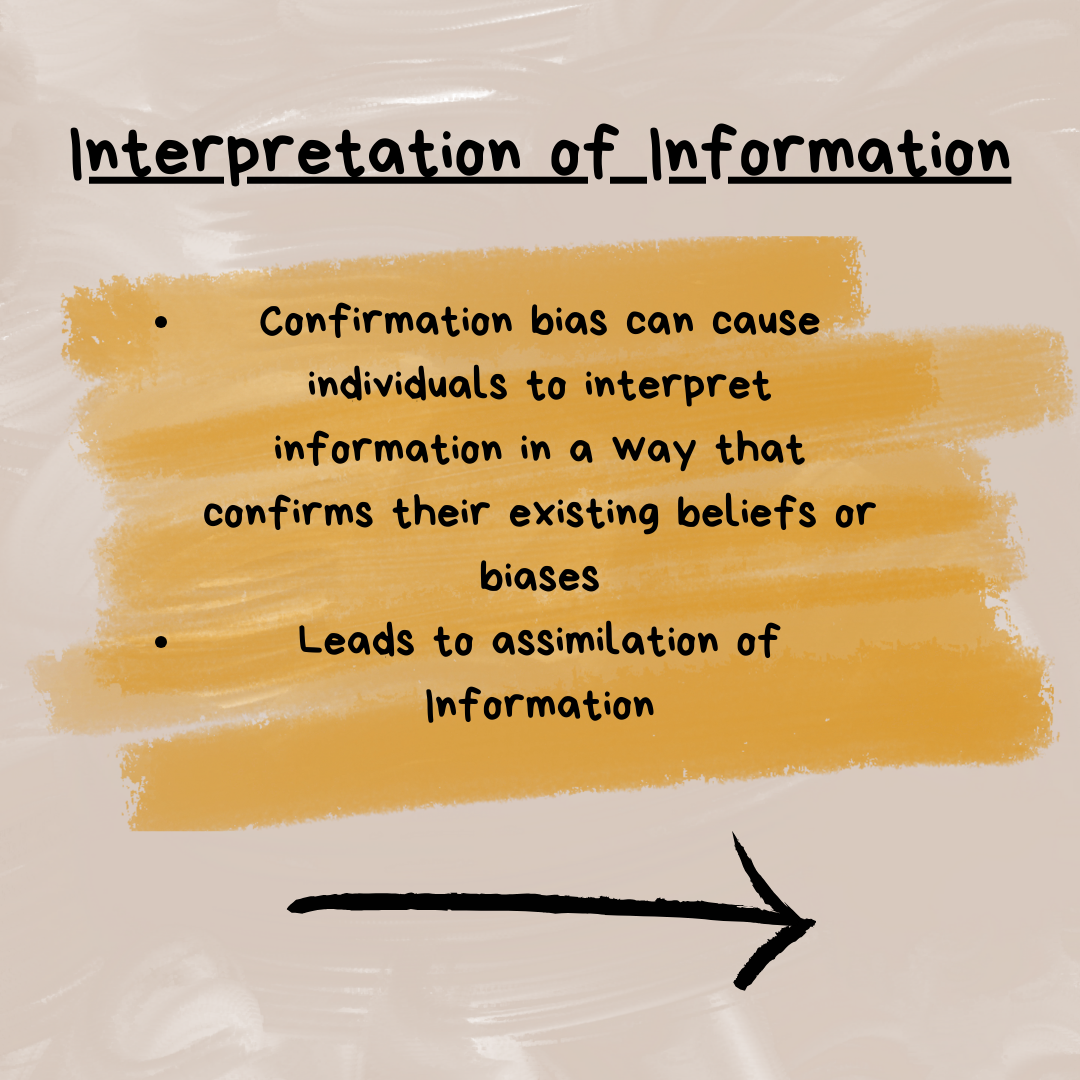 Interpretation of Information
• Confirmation bias can cause
individuals to interpret
information in a way that
confirms their existing beliefs or
biases
• Leads to assimilation of
Information